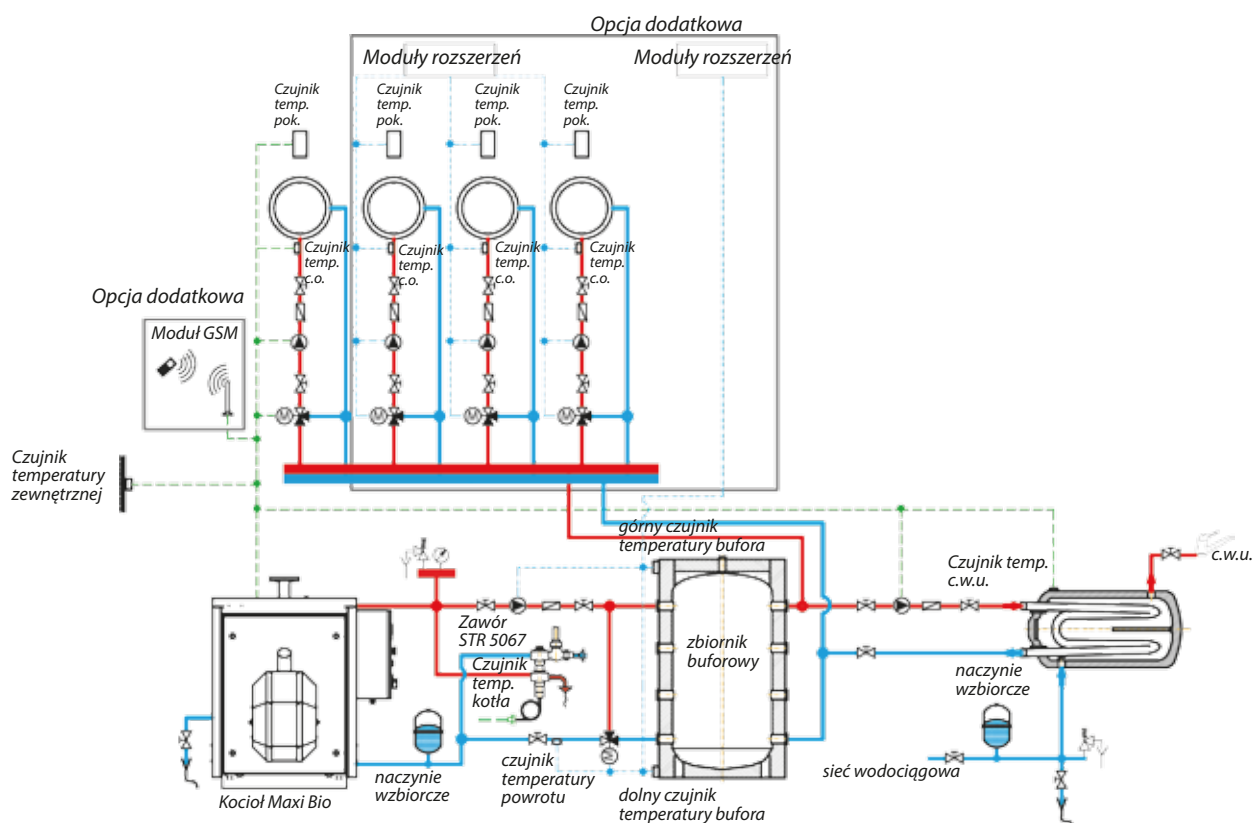 Opcja dodatkowa
Moduły rozszerzeń
Moduły rozszerzeń
Czujnik
temp.
pok.
Czujnik
temp.
pok.
Czujnik
temp.
pok.
Czujnik
temp.
pok.
Czujnik
temp.
c.o.
Czujnik
temp.
c.o.
Czujnik
temp.
c.o.
Czujnik
temp.
c.o.
Opcja dodatkowa
Moduł GSM
M
M
M
M
Czujnik
temperatury
zewnętrznej
górny czujnik
temperatury bufora
Czujnik temp.
c.w.u.
c.w.u.
Zawór
STR 5067
Czujnik
temp.
kotła
zbiornik
buforowy
naczynie
wzbiorcze
naczynie
wzbiorcze
czujnik
temperatury
powrotu
M
dolny czujnik
temperatury bufora
sieć wodociągowa
Kocioł Maxi Bio